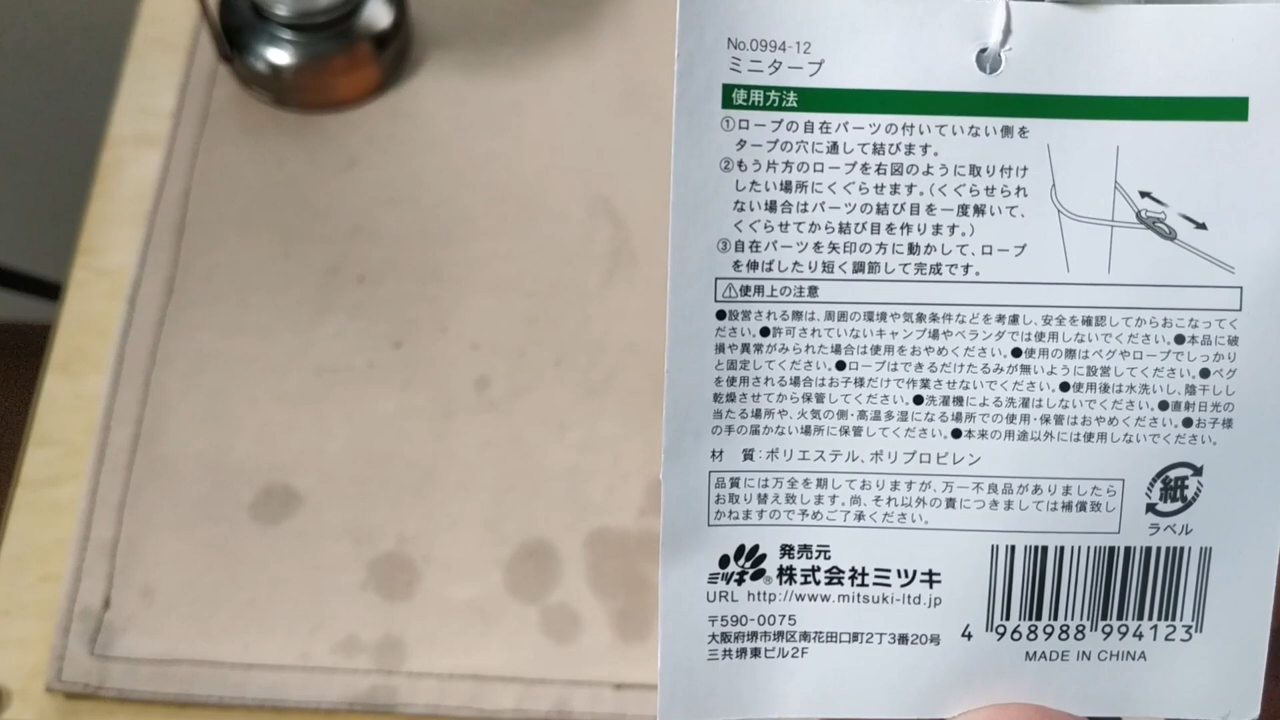 No.0994-12
ミニタープ
使用方法
①ロープの自在パーツの付いていない側を
タープの穴に通して結びます。
②もう片方のロープを右図のように取り付け
したい場所にくぐらせます。(くぐらせられ
ない場合はパーツの結び目を一度解いて、
くぐらせてから結び目を作ります。)
③自在パーツを矢印の方に動かして、ロープ
を伸ばしたり短く調節して完成です。
⚠使用上の注意
●設営される際は、周囲の環境や気象条件などを考慮し、安全を確認してからおこなってく
ださい。●許可されていないキャンプ場やベランダでは使用しないでください。●本品に破
損や異常がみられた場合は使用をおやめください。●使用の際はペグやロープでしっかり
と固定してください。●ロープはできるだけたるみが無いように設営してください。●ペグ
を使用される場合はお子様だけで作業させないでください。●使用後は水洗いし、陰干しし
乾燥させてから保管してください。●洗濯機による洗濯はしないでください。●直射日光の
当たる場所や、火気の側・高温多湿になる場所での使用・保管はおやめください。●お子様
の手の届かない場所に保管してください。●本来の用途以外には使用しないでください。
材 質:ポリエステル、ポリプロピレン
品質には万全を期しておりますが、万一不良品がありましたら
お取り替え致します。尚、それ以外の責につきましては補償致し
かねますので予めご了承ください。
紙
ラベル
ミツキ®
発売元
株式会社ミツキ
URL http://www.mitsuki-ltd.jp
〒590-0075
大阪府堺市堺区南花田口町2丁3番20号
三共堺東ビル2F
4 968988 994123
MADE IN CHINA